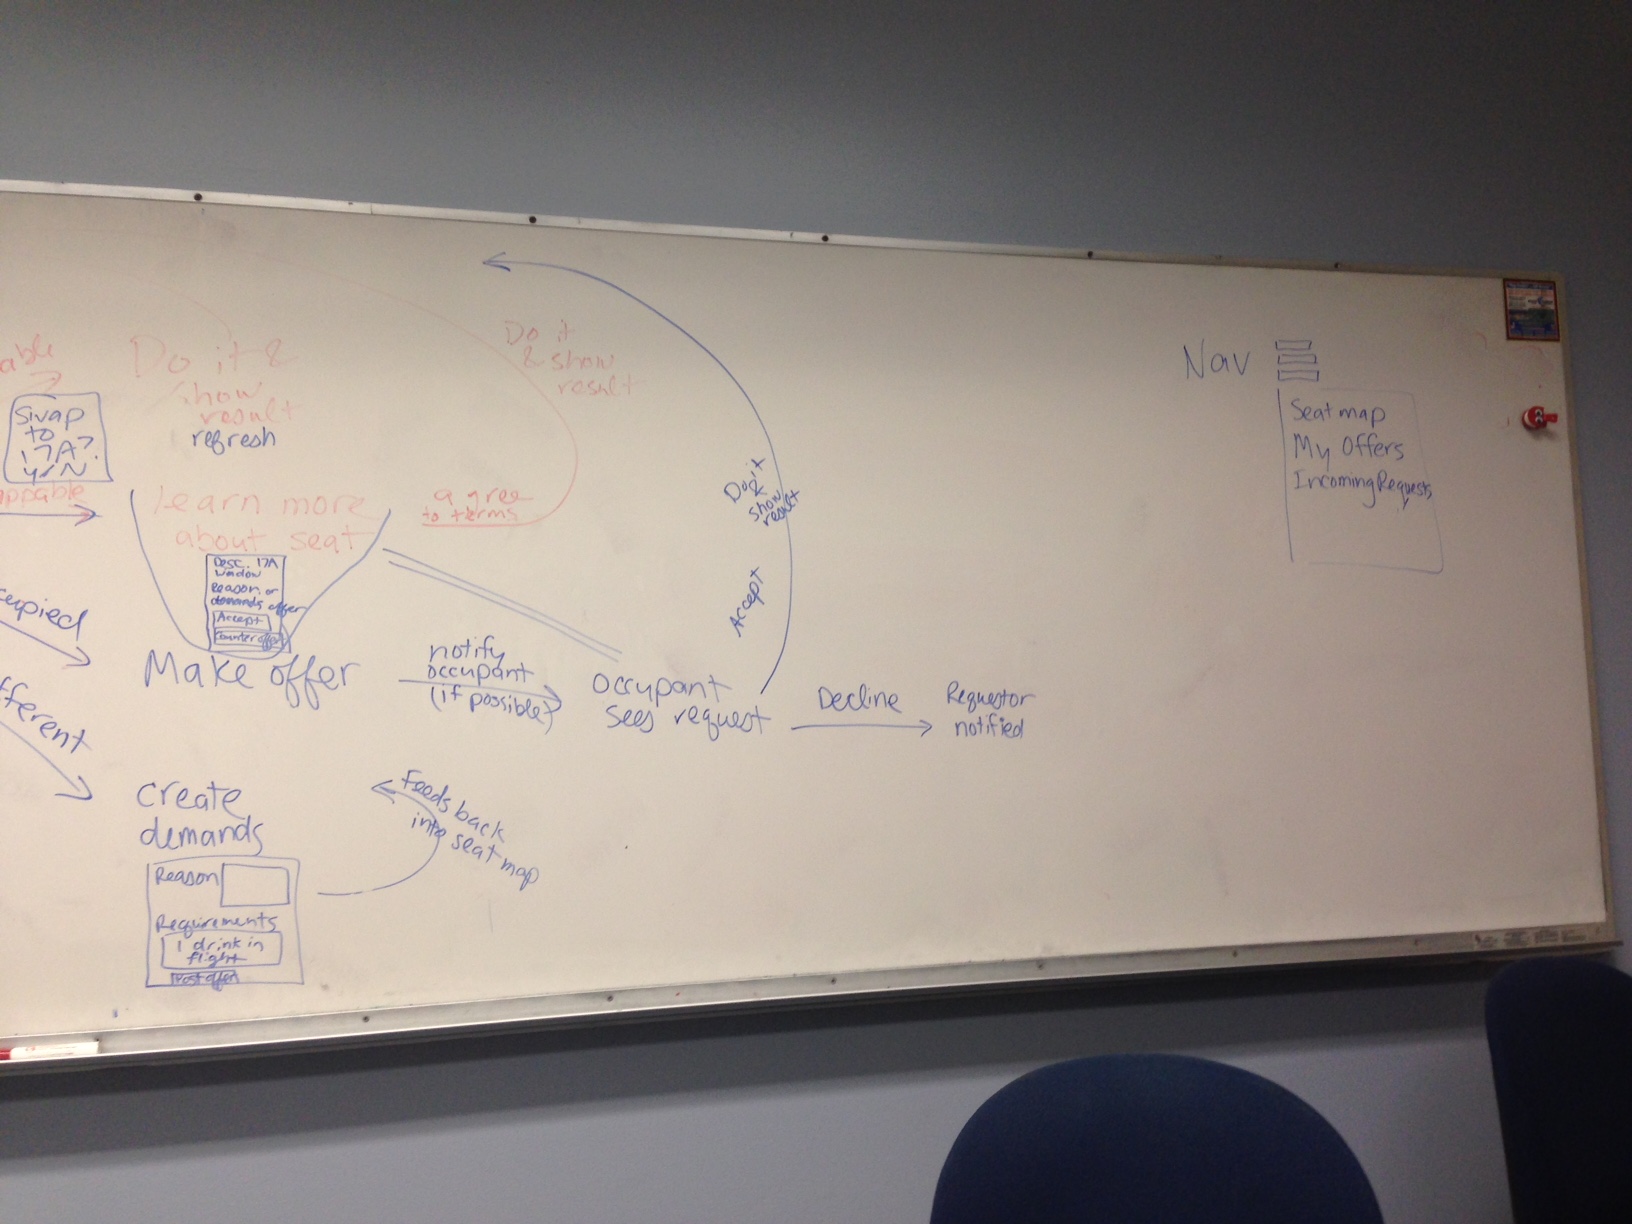 able
Do it &
show
result
refresh
Swap
to
17A?
Y/N
ppable
Do it
& show
result
Learn more
about seat
agree
to terms
Desc. 17A
window
Reason or
demands offer
Accept
Counter offer
cupied
Make offer
notify
occupant
(if possible)
Occupant
sees request
Accept
Do it
&
show
result
Decline
Requestor
notified
fferent
create
demands
Reason
Requirements
1 drink in
flight
Post offer
Feeds back
into seat map
Nav
Seat map
My Offers
Incoming Requests